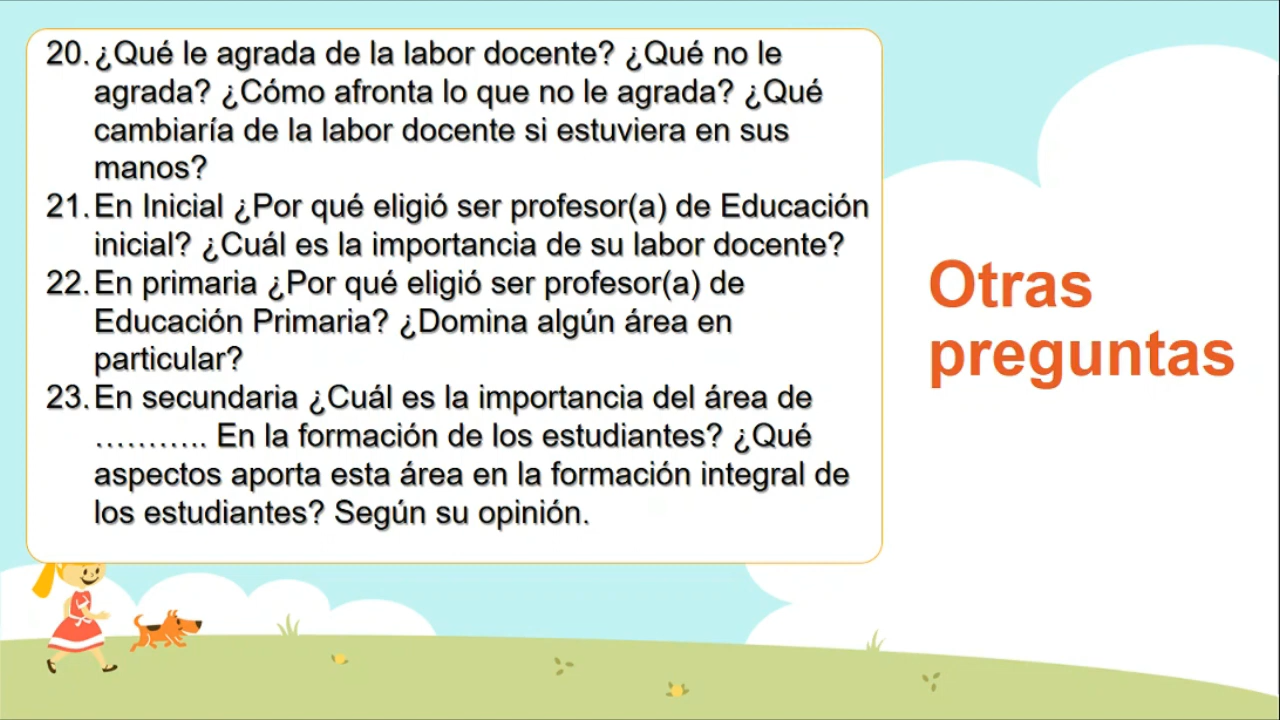 20. ¿Qué le agrada de la labor docente? ¿Qué no le
agrada? ¿Cómo afronta lo que no le agrada? ¿Qué
cambiaría de la labor docente si estuviera en sus
manos?
21. En Inicial ¿Por qué eligió ser profesor(a) de Educación
inicial? ¿Cuál es la importancia de su labor docente?
22. En primaria ¿Por qué eligió ser profesor(a) de
Educación Primaria? ¿Domina algún área en
particular?
23. En secundaria ¿Cuál es la importancia del área de
……….. En la formación de los estudiantes? ¿Qué
aspectos aporta esta área en la formación integral de
los estudiantes? Según su opinión.
Otras
preguntas